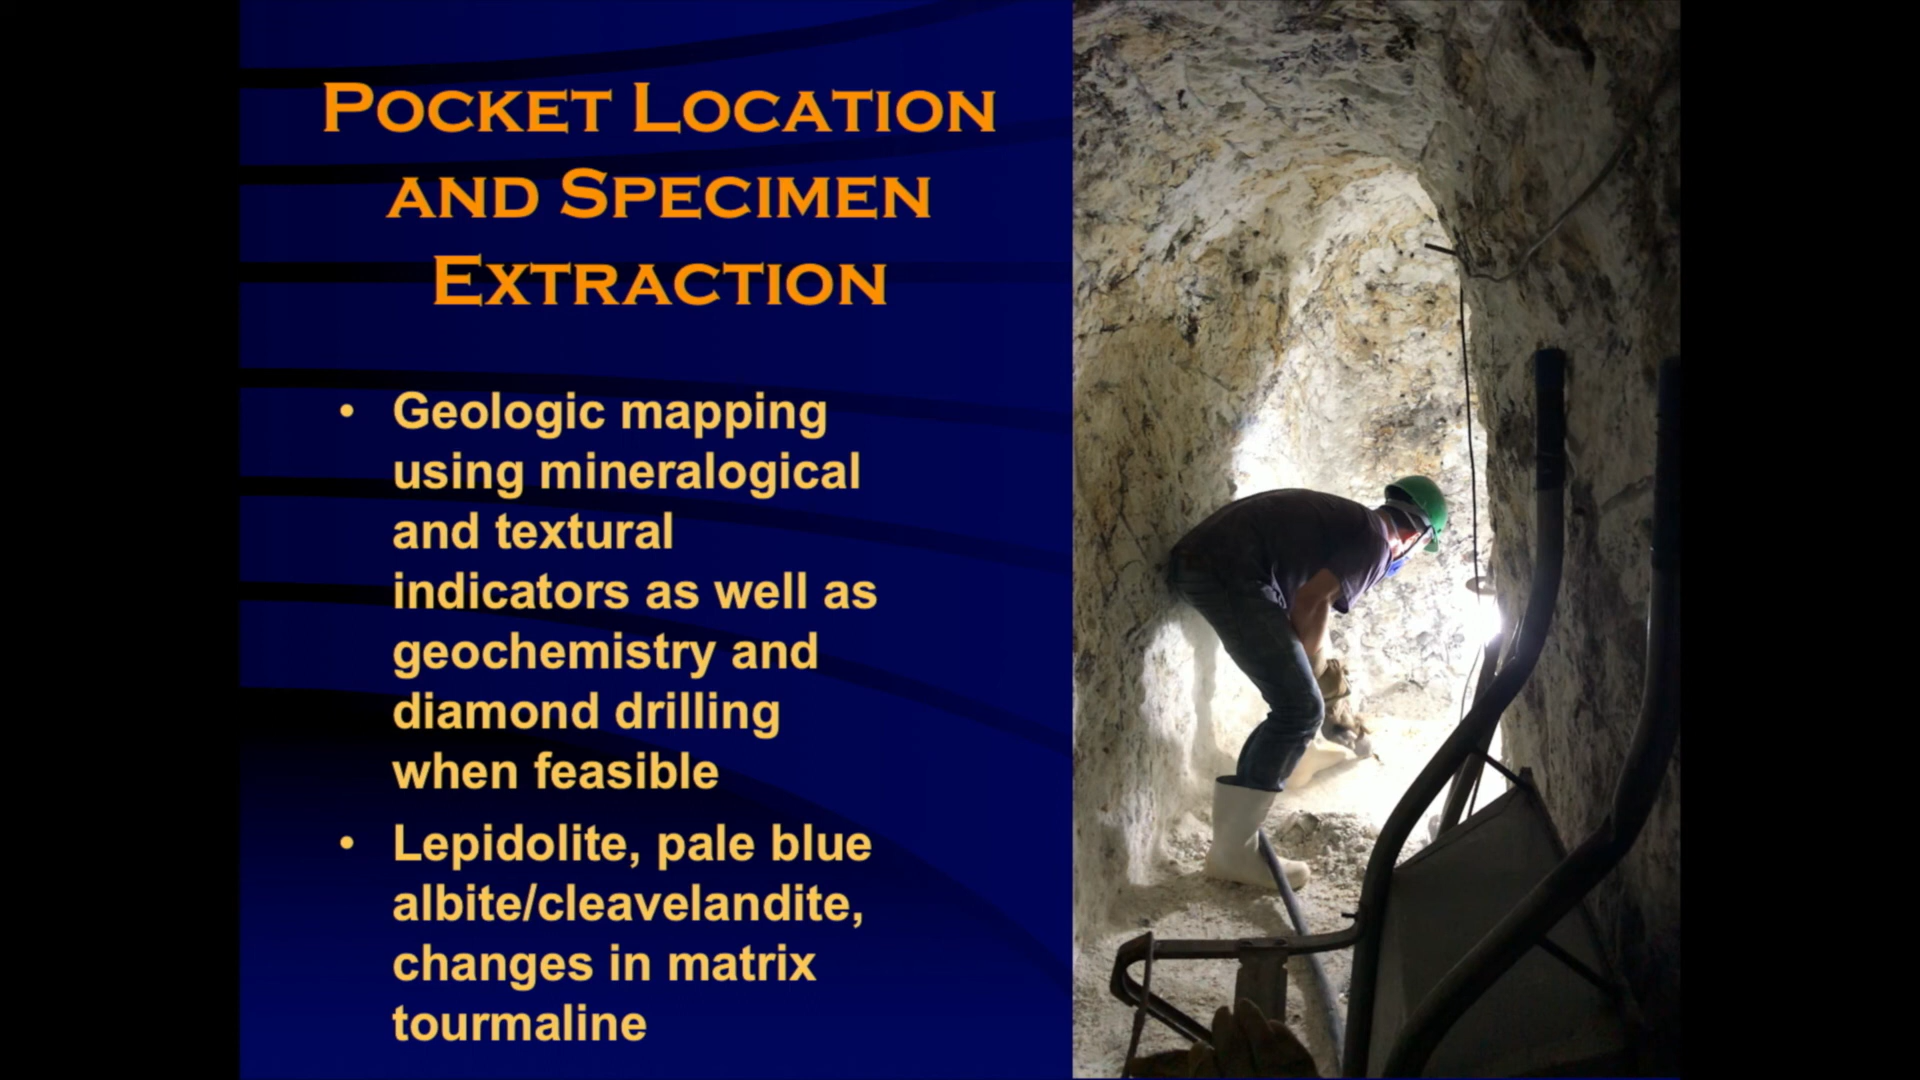 POCKET LOCATION
AND SPECIMEN
EXTRACTION
• Geologic mapping
using mineralogical
and textural
indicators as well as
geochemistry and
diamond drilling
when feasible
• Lepidolite, pale blue
albite/cleavelandite,
changes in matrix
tourmaline